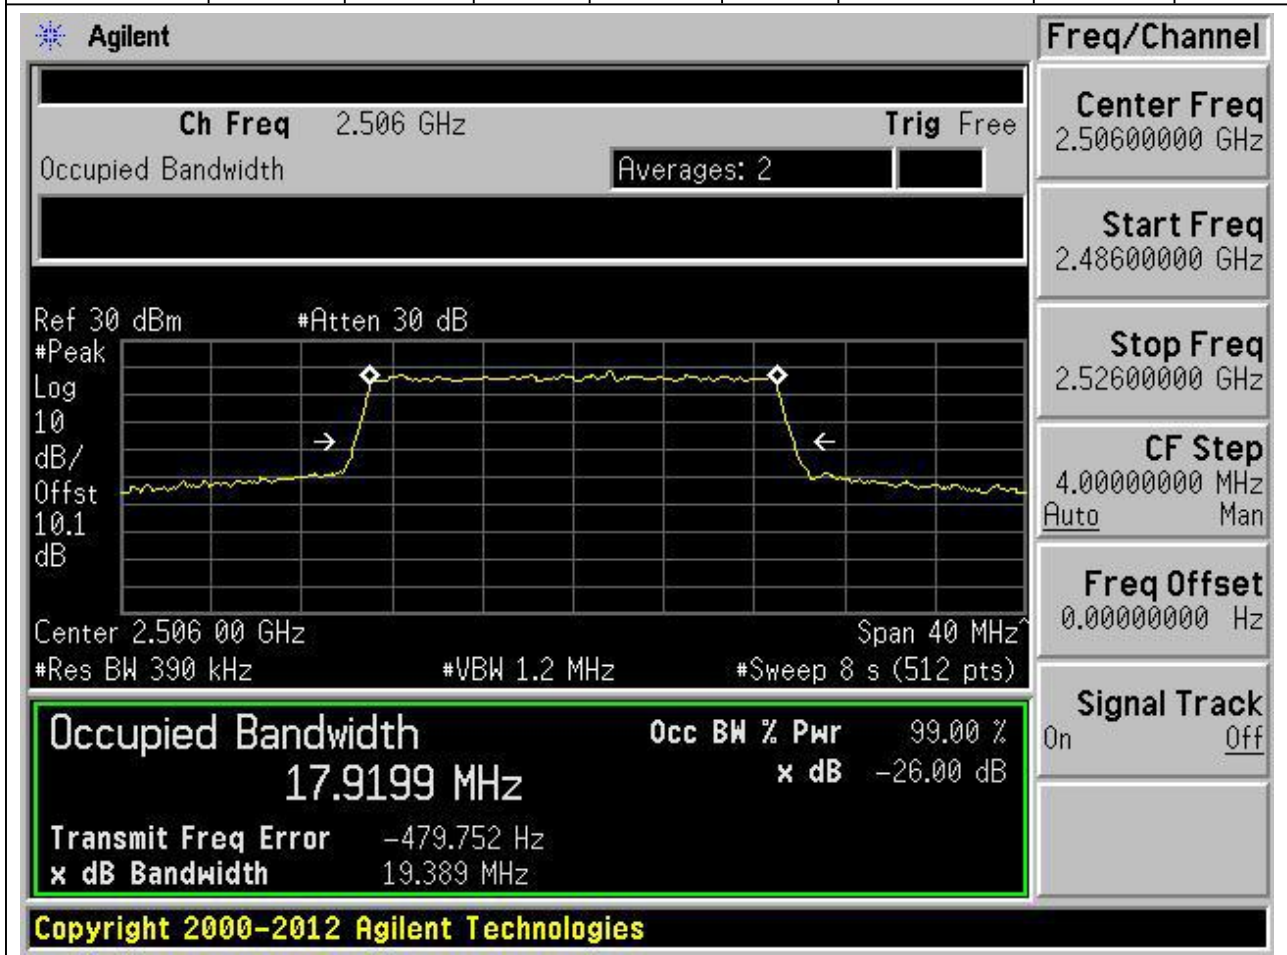 Agilent
Freq/Channel
Ch Freq 2.506 GHz Trig Free
Occupied Bandwidth Averages: 2
Center Freq
2.50600000 GHz
Start Freq
2.48600000 GHz
Stop Freq
2.52600000 GHz
CF Step
4.00000000 MHz
Auto Man
Freq Offset
0.00000000 Hz
Signal Track
On Off
Ref 30 dBm #Atten 30 dB
#Peak
Log
10
dB/
Offst
10.1
dB
Center 2.506 00 GHz Span 40 MHz^
#Res BW 390 kHz #VBW 1.2 MHz #Sweep 8 s (512 pts)
Occupied Bandwidth Occ BW % Pwr 99.00 %
17.9199 MHz x dB -26.00 dB
Transmit Freq Error -479.752 Hz
x dB Bandwidth 19.389 MHz
Copyright 2000-2012 Agilent Technologies